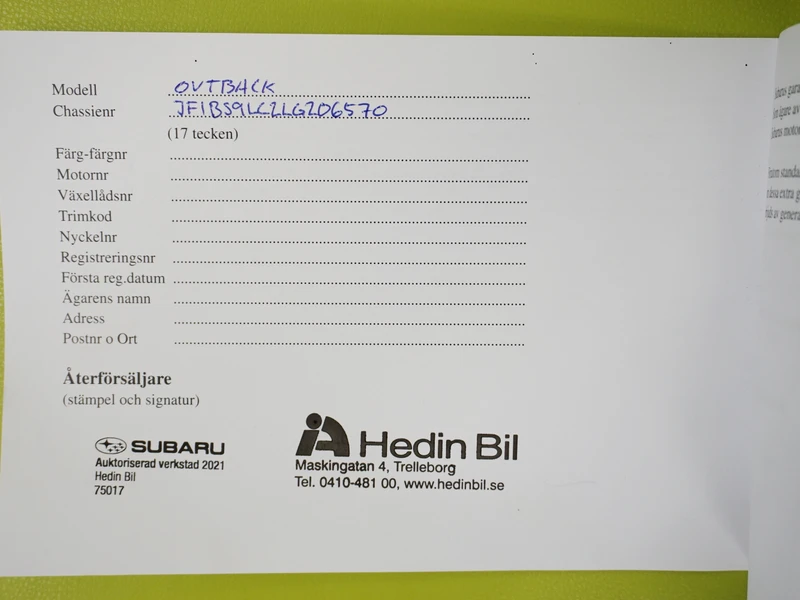 Modell OUTBACK
Chassienr JF1BS9LC2LG206570
(17 tecken)
Färg-färgnr
Motornr
Växellådsnr
Trimkod
Nyckelnr
Registreringsnr
Första reg.datum
Ägarens namn
Adress
Postnr o Ort
Återförsäljare
(stämpel och signatur)
SUBARU
Auktoriserad verkstad 2021
Hedin Bil
75017
Hedin Bil
Maskingatan 4, Trelleborg
Tel. 0410-481 00, www.hedinbil.se